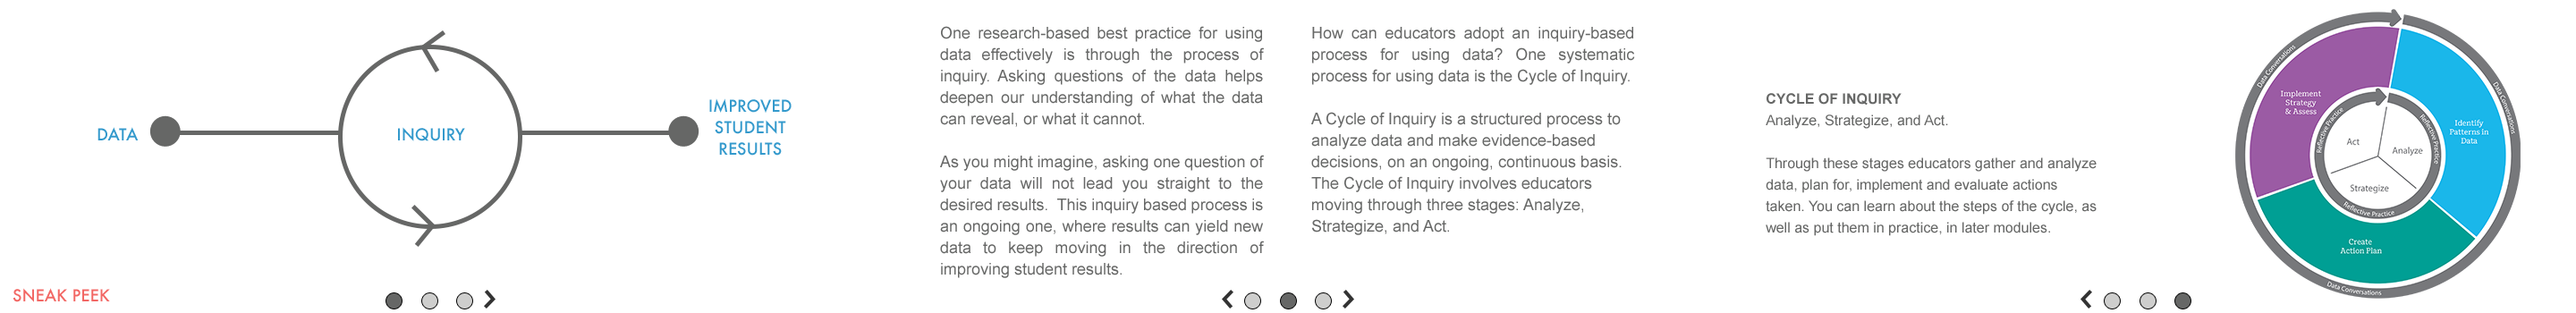 DATA
INQUIRY
IMPROVED
STUDENT
RESULTS
SNEAK PEEK
One research-based best practice for using
data effectively is through the process of
inquiry. Asking questions of the data helps
deepen our understanding of what the data
can reveal, or what it cannot.
As you might imagine, asking one question of
your data will not lead you straight to the
desired results. This inquiry based process is
an ongoing one, where results can yield new
data to keep moving in the direction of
improving student results.
How can educators adopt an inquiry-based
process for using data? One systematic
process for using data is the Cycle of Inquiry.
A Cycle of Inquiry is a structured process to
analyze data and make evidence-based
decisions, on an ongoing, continuous basis.
The Cycle of Inquiry involves educators
moving through three stages: Analyze,
Strategize, and Act.
CYCLE OF INQUIRY
Analyze, Strategize, and Act.
Through these stages educators gather and analyze
data, plan for, implement and evaluate actions
taken. You can learn about the steps of the cycle, as
well as put them in practice, in later modules.
Data Conversations
Data Conversations
Data Conversations
Implement
Strategy
& Assess
Identify
Patterns in
Data
Create
Action Plan
Reflective Practice
Reflective Practice
Reflective Practice
Act
Analyze
Strategize